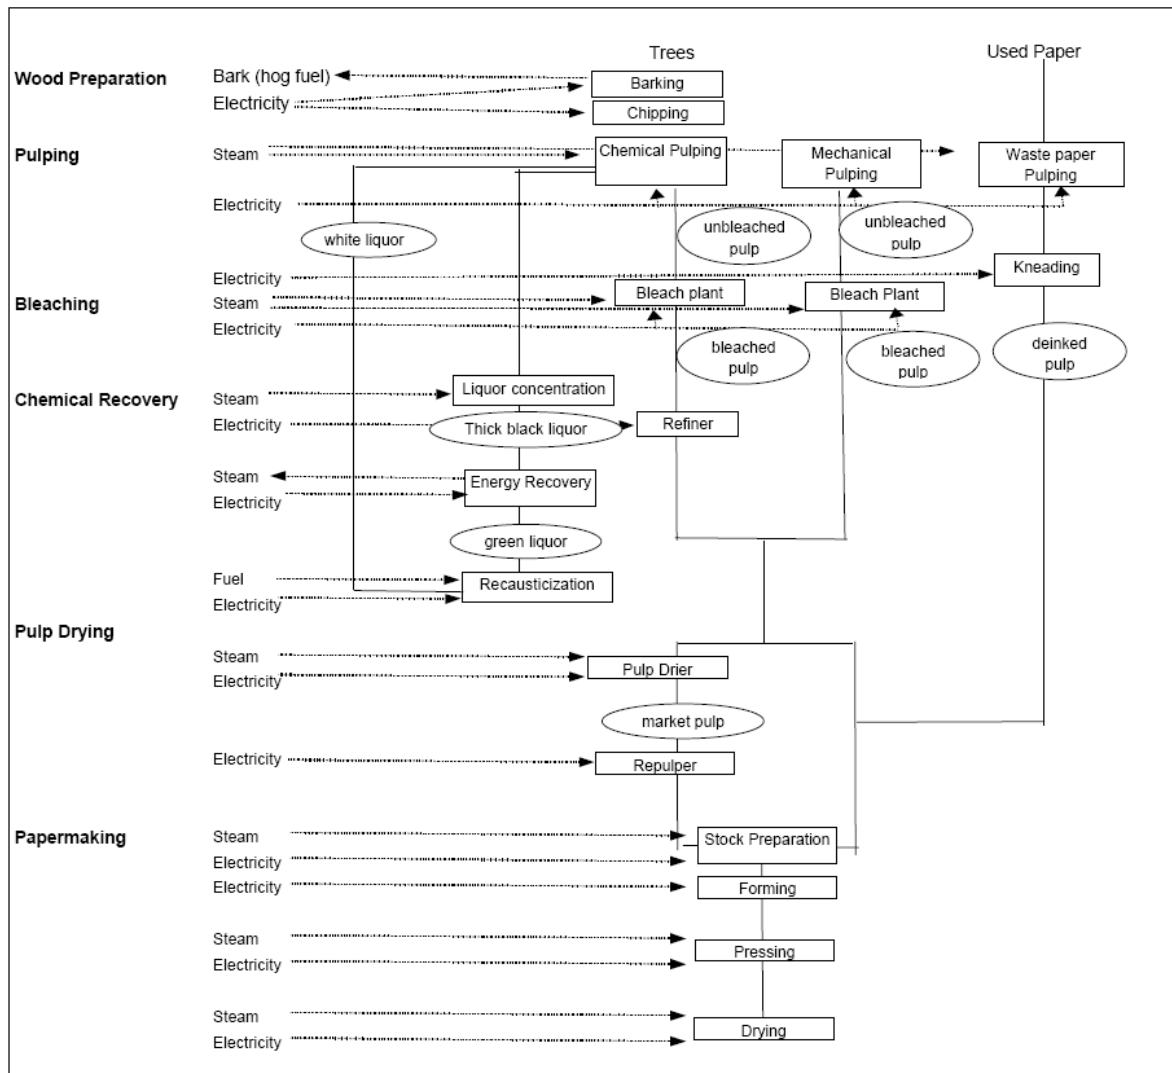 Trees
Used Paper
Wood Preparation
Bark (hog fuel)
Barking
Electricity
Chipping
Pulping
Steam
Chemical Pulping
Mechanical
Pulping
Waste paper
Pulping
Electricity
white liquor
unbleached
pulp
unbleached
pulp
Electricity
Kneading
Bleaching
Steam
Bleach plant
Bleach Plant
Electricity
bleached
pulp
bleached
pulp
deinked
pulp
Chemical Recovery
Steam
Liquor concentration
Electricity
Thick black liquor
Refiner
Steam
Energy Recovery
Electricity
green liquor
Fuel
Recausticization
Electricity
Pulp Drying
Steam
Pulp Drier
Electricity
market pulp
Electricity
Repulper
Papermaking
Steam
Stock Preparation
Electricity
Electricity
Forming
Steam
Pressing
Electricity
Steam
Drying
Electricity